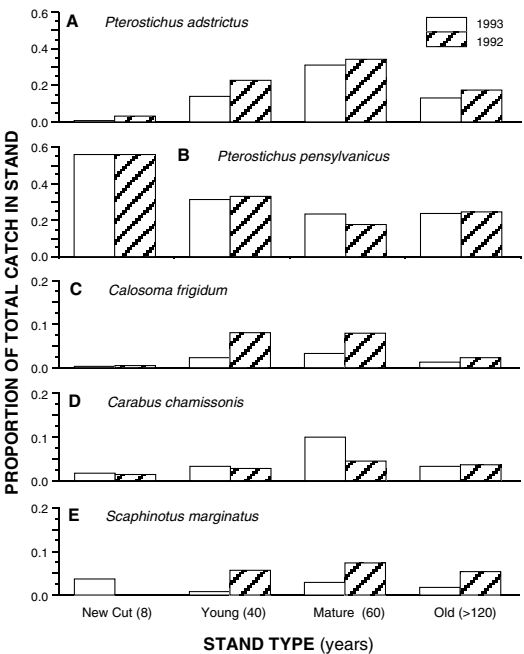 PROPORTION OF TOTAL CATCH IN STAND
A Pterostichus adstrictus
1993
1992
0.6
0.4
0.2
0.0
B Pterostichus pensylvanicus
0.6
0.4
0.2
0.0
C Calosoma frigidum
0.2
0.1
0.0
D Carabus chamissonis
0.2
0.1
0.0
E Scaphinotus marginatus
0.2
0.1
0.0
New Cut (8) Young (40) Mature (60) Old (>120)
STAND TYPE (years)